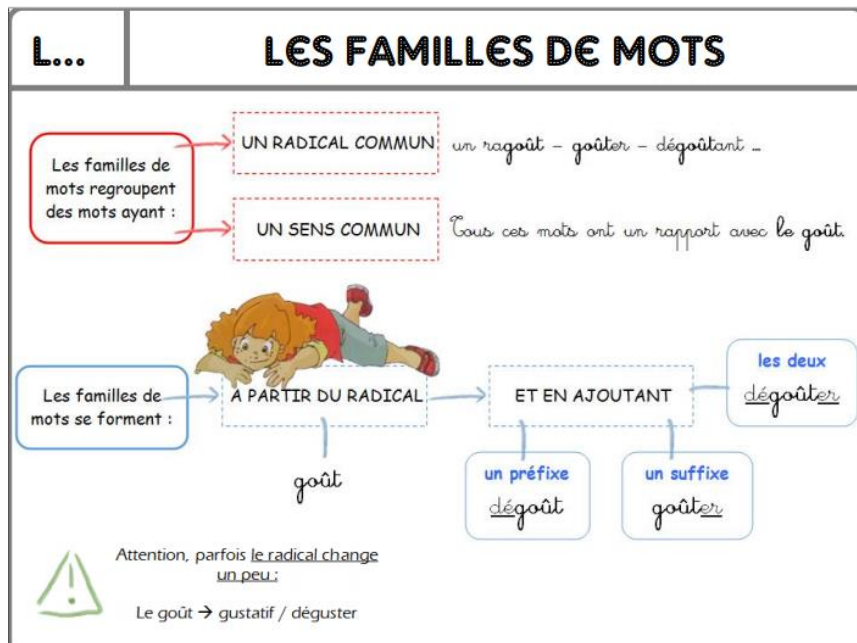 L...
LES FAMILLES DE MOTS
Les familles de
mots regroupent
des mots ayant :
UN RADICAL COMMUN
un ragoût – goûter – dégoûtant ...
UN SENS COMMUN
Tous ces mots ont un rapport avec le goût.
Les familles de
mots se forment :
A PARTIR DU RADICAL
goût
ET EN AJOUTANT
les deux
dégoûter
un préfixe
dégoût
un suffixe
goûter
Attention, parfois le radical change
un peu :
Le goût → gustatif / déguster